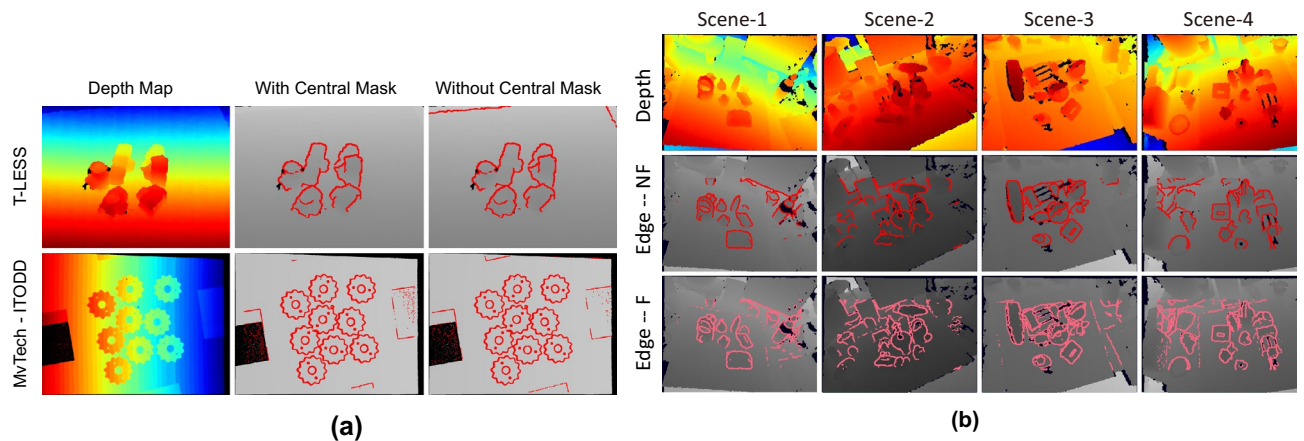 Depth Map
With Central Mask
Without Central Mask
T-LESS
MvTech - ITODD
(a)
Scene-1
Scene-2
Scene-3
Scene-4
Depth
Edge -- NF
Edge -- F
(b)